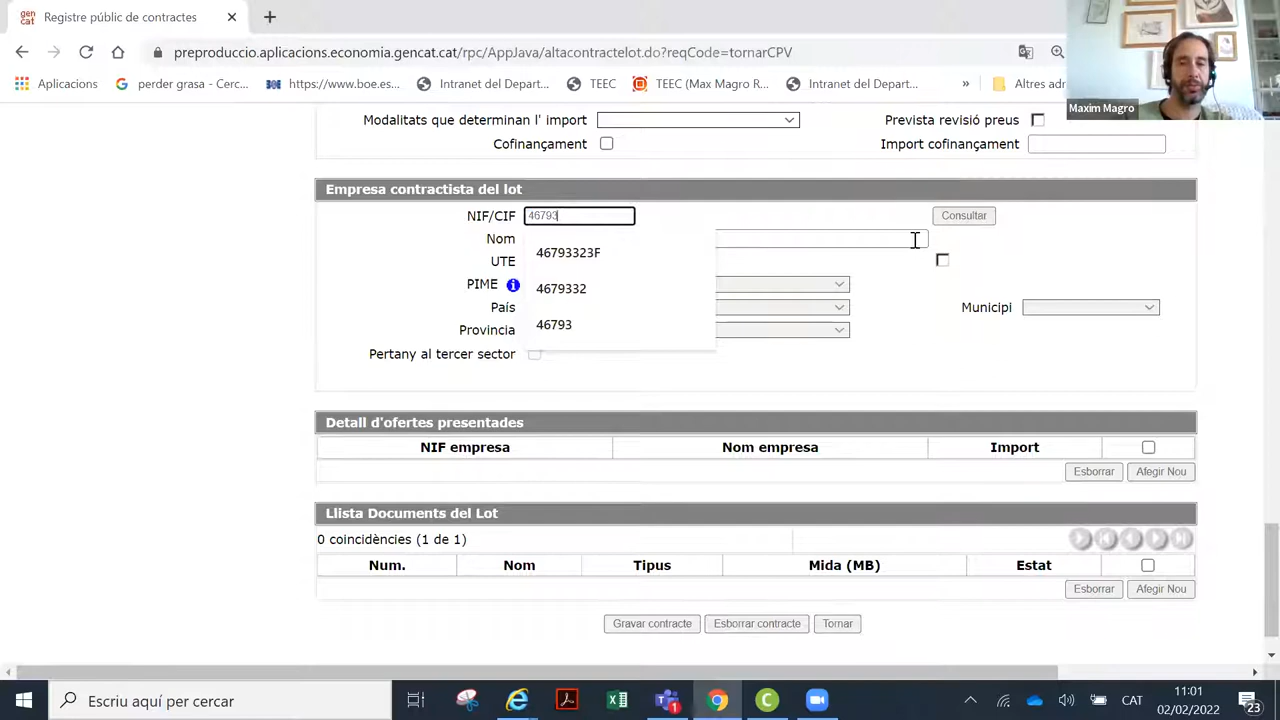 gen
cat
Registre públic de contractes
preproduccio.aplicacions.economia.gencat.cat/rpc/AppJava/altacontractelot.do?reqCode=tornarCPV
Aplicacions
perder grasa - Cerc...
https://www.boe.es...
Intranet del Depart...
TEEC
TEEC (Max Magro R...
Intranet del Depart...
»
Altres adr
Maxim Magro
Modalitats que determinan l' import
Prevista revisió preus
Cofinançament
Import cofinançament
Empresa contractista del lot
NIF/CIF
46793
Consultar
Nom
46793323F
UTE
PIME
4679332
País
Municipi
46793
Provincia
Pertany al tercer sector
Detall d'ofertes presentades
NIF empresa
Nom empresa
Import
Esborrar
Afegir Nou
Llista Documents del Lot
0 coincidències (1 de 1)
Num.
Nom
Tipus
Mida (MB)
Estat
Esborrar
Afegir Nou
Gravar contracte
Esborrar contracte
Tornar
Escriu aquí per cercar
CAT
11:01
02/02/2022
23